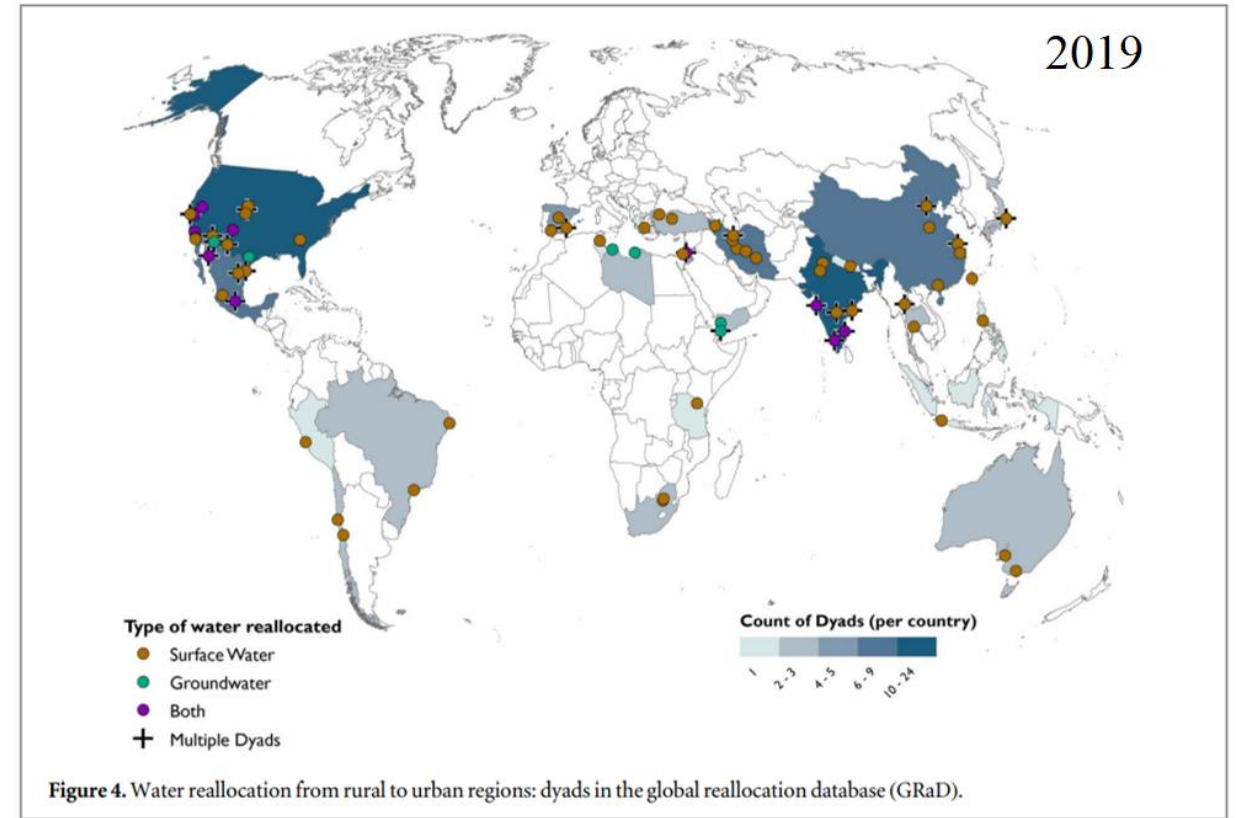 2019
Type of water reallocated
Surface Water
Groundwater
Both
Multiple Dyads
Count of Dyads (per country)
1
2 - 3
4 - 5
6 - 9
10 - 24
Figure 4. Water reallocation from rural to urban regions: dyads in the global reallocation database (GRaD).